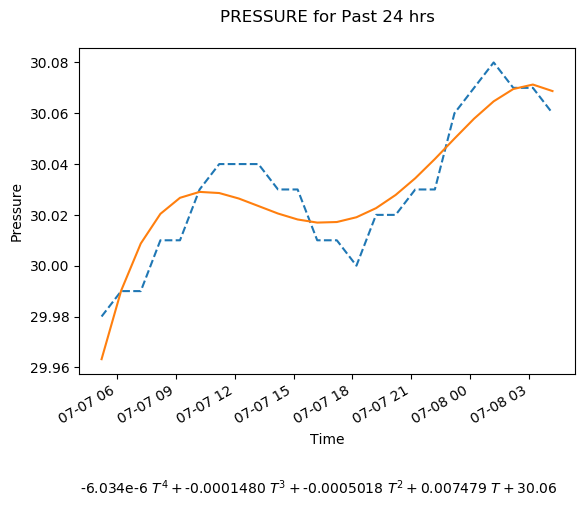 PRESSURE for Past 24 hrs
30.08
30.06
30.04
30.02
30.00
29.98
29.96
Pressure
07-07 06 07-07 09 07-07 12 07-07 15 07-07 18 07-07 21 07-08 00 07-08 03
Time
-6.034e-6 T⁴ + -0.0001480 T³ + -0.0005018 T² + 0.007479 T + 30.06